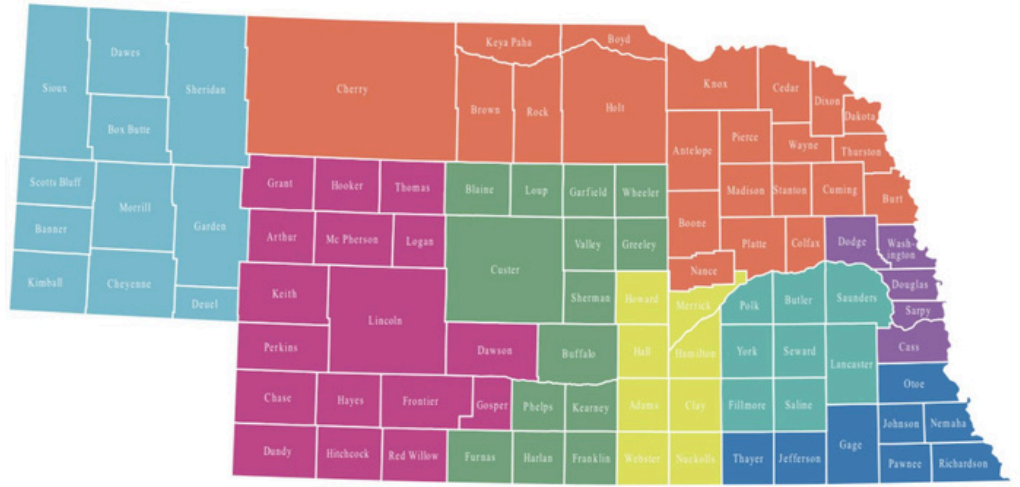 Keya Paha
Boyd
Dawes
Sioux
Sheridan
Cherry
Knox
Cedar
Dixon
Brown
Rock
Holt
Dakota
Box Butte
Pierce
Wayne
Antelope
Thurston
Scotts Bluff
Grant
Hooker
Thomas
Blaine
Loup
Garfield
Wheeler
Madison
Stanton
Cuming
Burt
Morrill
Garden
Banner
Arthur
Mc Pherson
Logan
Valley
Greeley
Boone
Platte
Colfax
Dodge
Wash-
ington
Custer
Nance
Kimball
Cheyenne
Deuel
Keith
Lincoln
Sherman
Howard
Merrick
Polk
Butler
Saunders
Douglas
Sarpy
Perkins
Dawson
Buffalo
Hall
Hamilton
York
Seward
Lancaster
Cass
Otoe
Chase
Hayes
Frontier
Gosper
Phelps
Kearney
Adams
Clay
Fillmore
Saline
Johnson
Nemaha
Gage
Dundy
Hitchcock
Red Willow
Furnas
Harlan
Franklin
Webster
Nuckolls
Thayer
Jefferson
Pawnee
Richardson